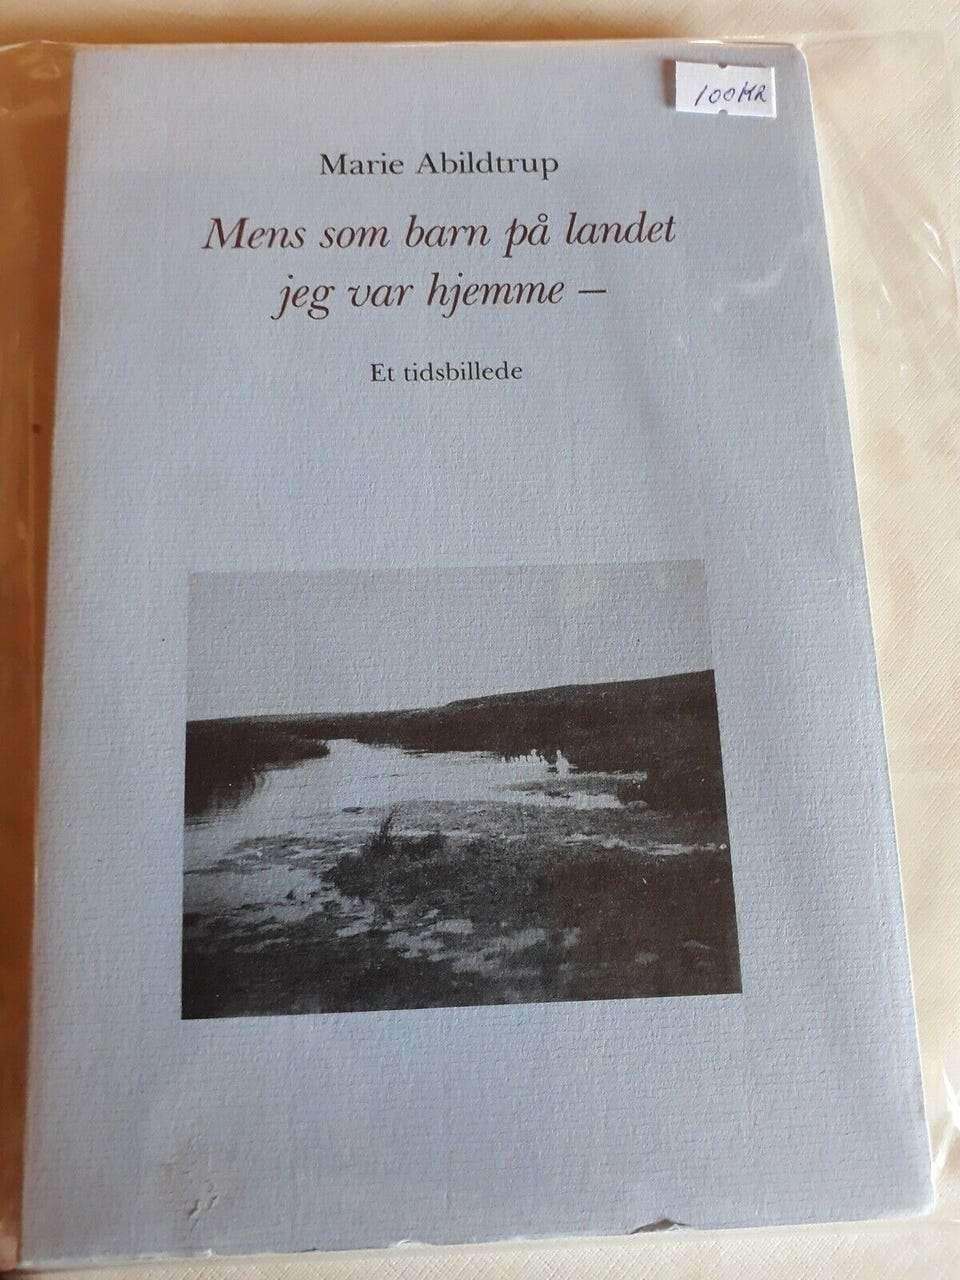 100KR
Marie Abildtrup
Mens som barn på landet
jeg var hjemme –
Et tidsbillede